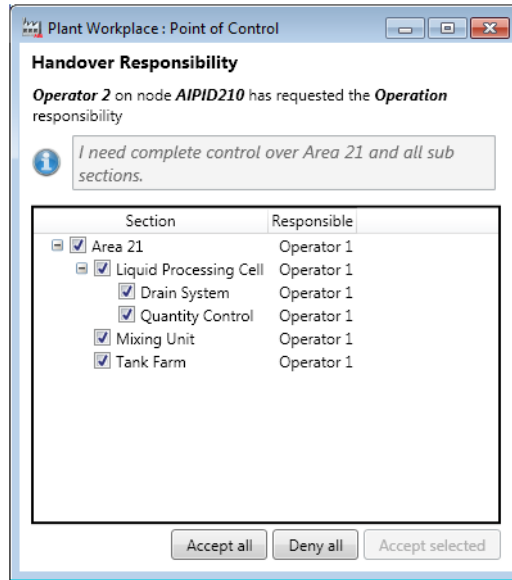 Plant Workplace : Point of Control
Handover Responsibility
Operator 2 on node AIPID210 has requested the Operation
responsibility
I need complete control over Area 21 and all sub
sections.
Section Responsible
Area 21 Operator 1
Liquid Processing Cell Operator 1
Drain System Operator 1
Quantity Control Operator 1
Mixing Unit Operator 1
Tank Farm Operator 1
Accept all Deny all Accept selected